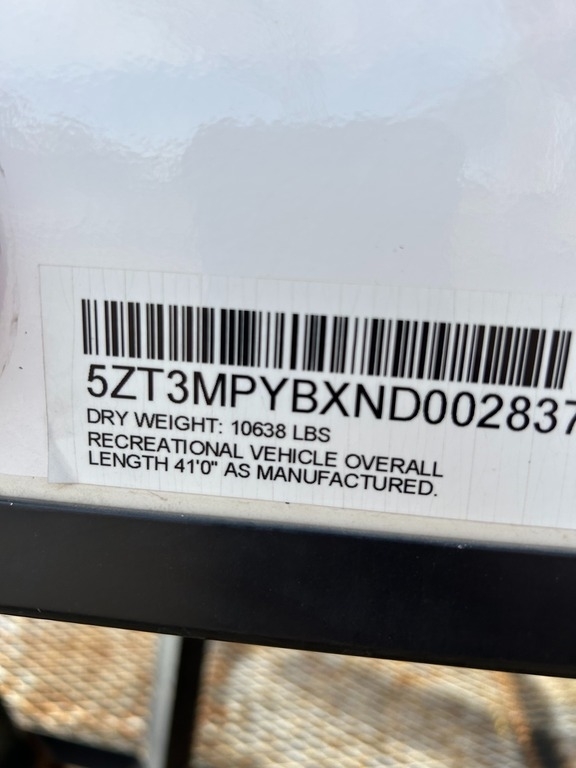 5ZT3MPYBXND002837
DRY WEIGHT: 10638 LBS
RECREATIONAL VEHICLE OVERALL
LENGTH 41'0" AS MANUFACTURED.